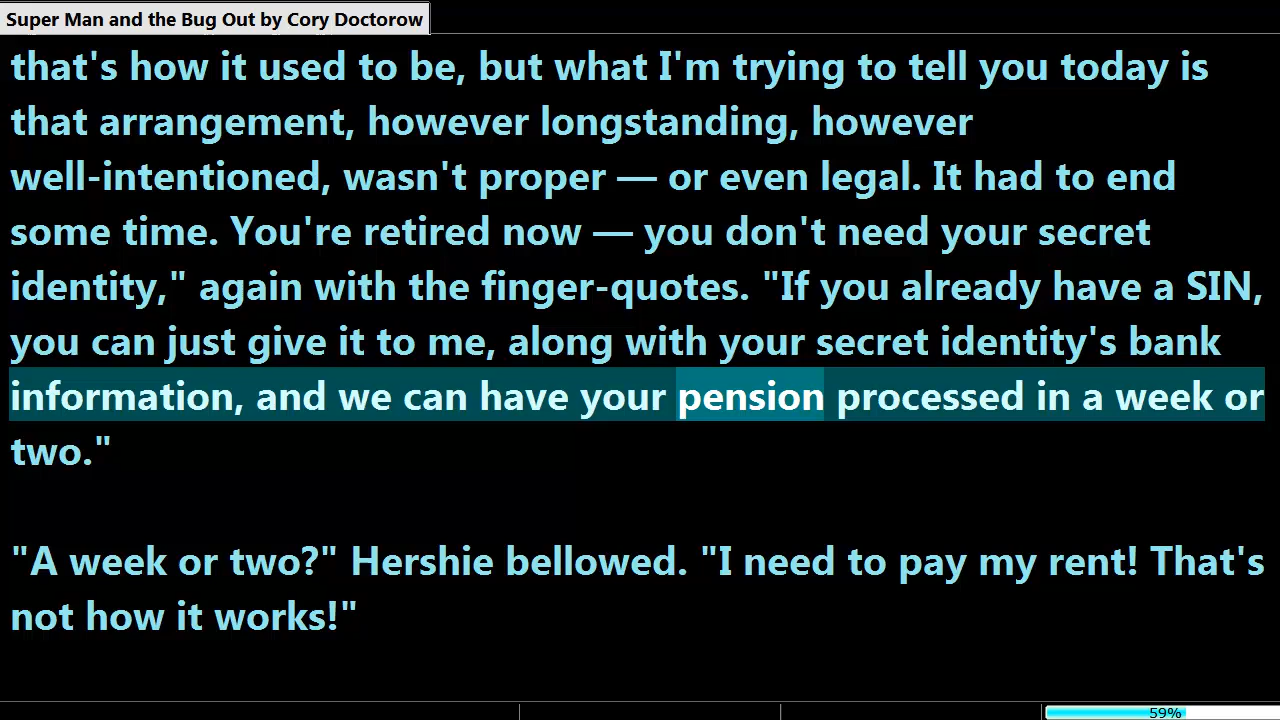 Super Man and the Bug Out by Cory Doctorow
that's how it used to be, but what I'm trying to tell you today is
that arrangement, however longstanding, however
well-intentioned, wasn't proper — or even legal. It had to end
some time. You're retired now — you don't need your secret
identity," again with the finger-quotes. "If you already have a SIN,
you can just give it to me, along with your secret identity's bank
information, and we can have your pension processed in a week or
two."
"A week or two?" Hershie bellowed. "I need to pay my rent! That's
not how it works!"
59%